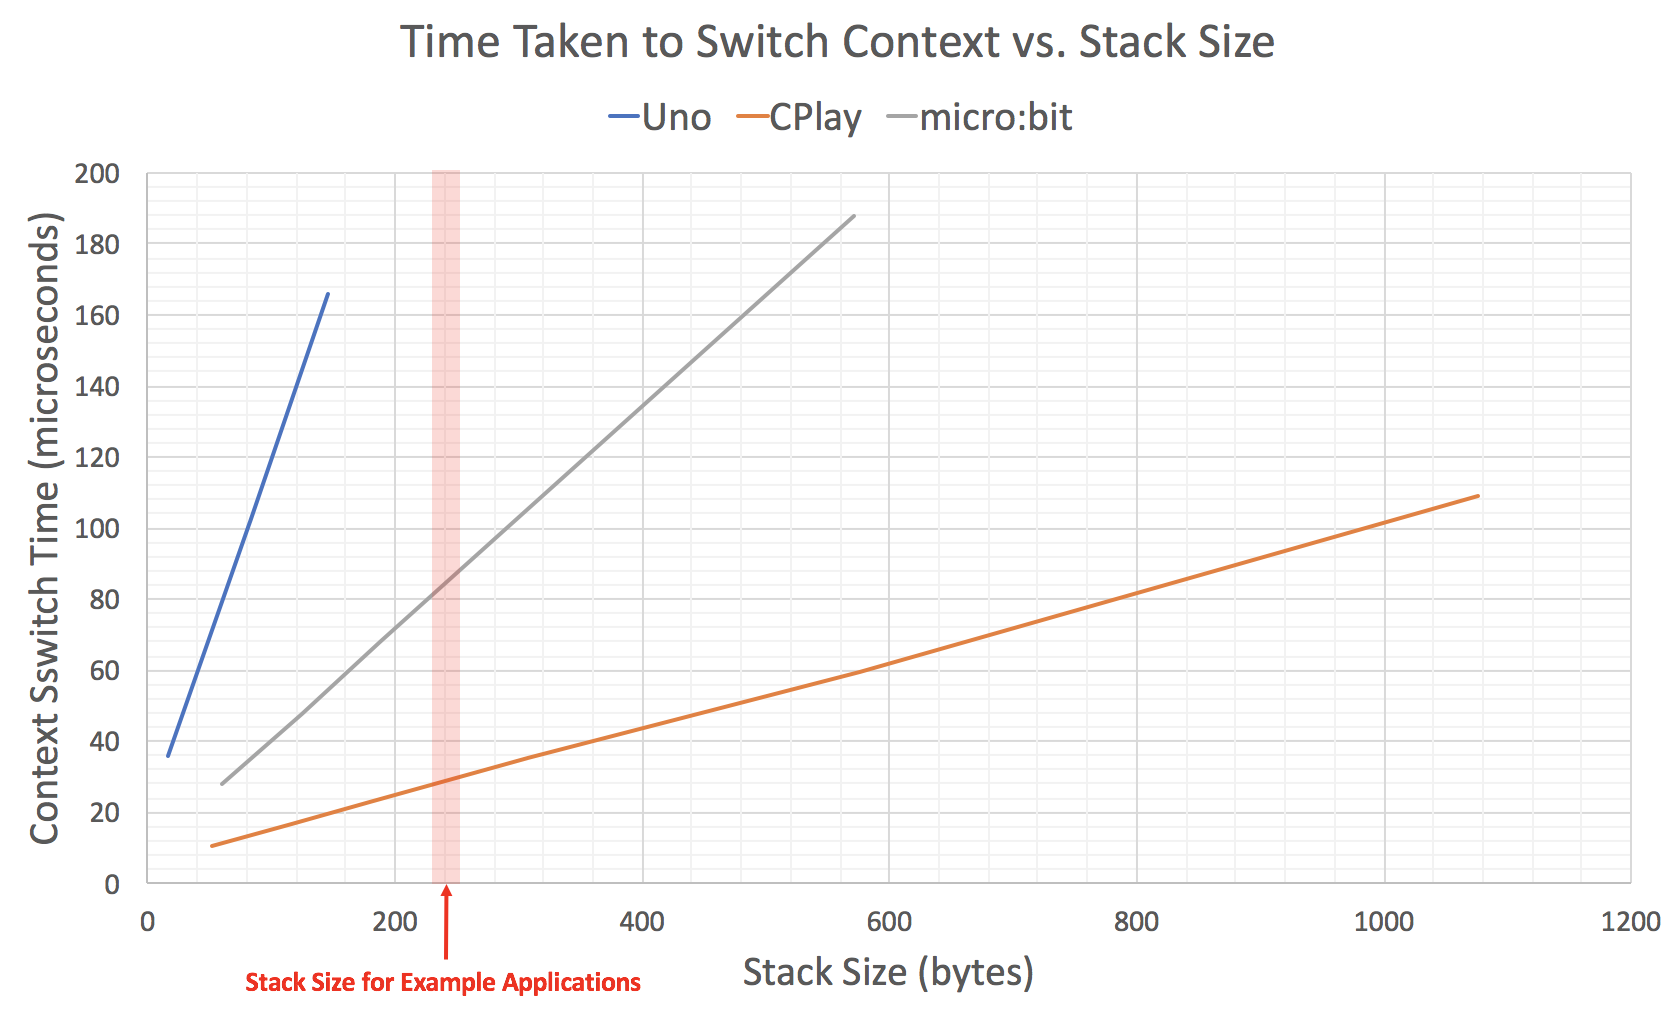 Time Taken to Switch Context vs. Stack Size
Uno CPlay micro:bit
Context Sswitch Time (microseconds)
200
180
160
140
120
100
80
60
40
20
0
0 200 400 600 800 1000 1200
Stack Size (bytes)
Stack Size for Example Applications